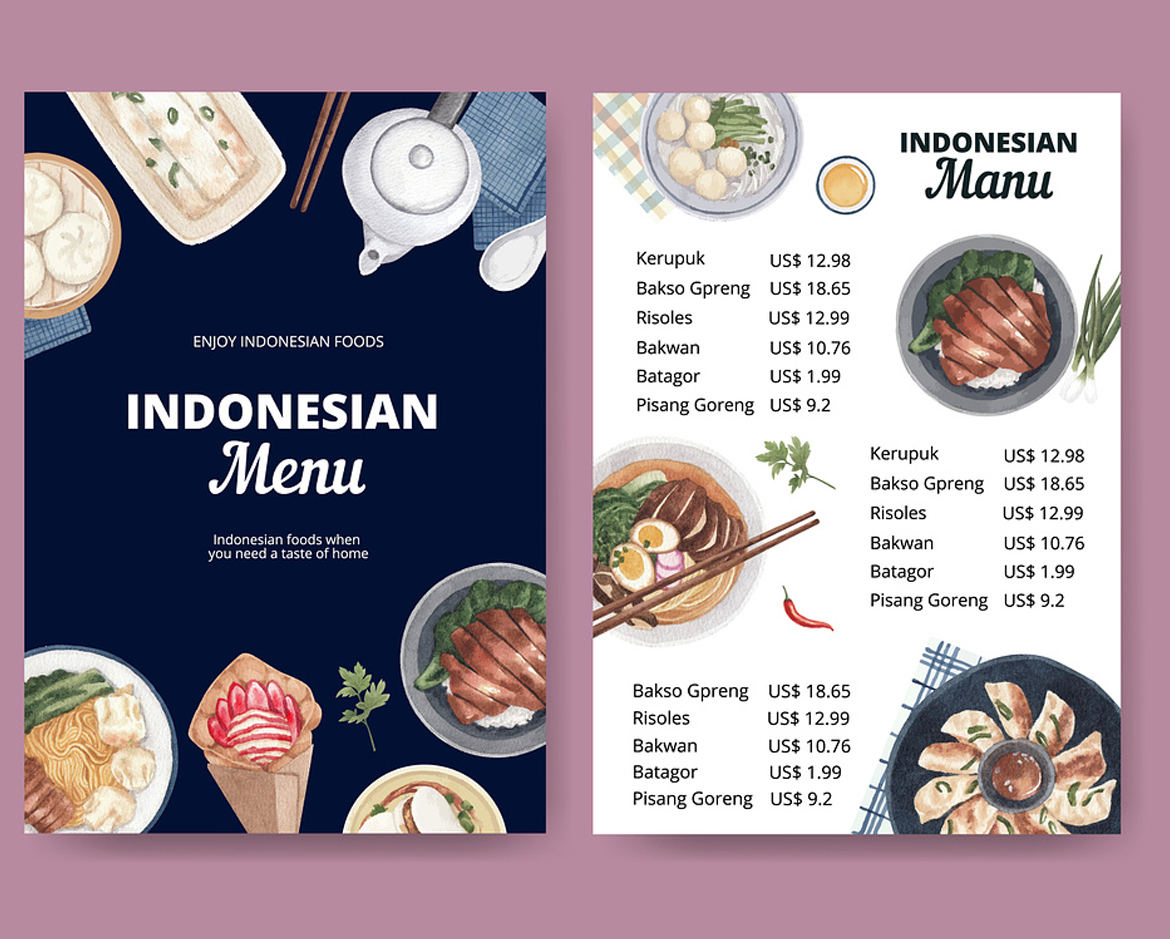 ENJOY INDONESIAN FOODS
INDONESIAN
Menu
Indonesian foods when
you need a taste of home
INDONESIAN
Manu
Kerupuk US$ 12.98
Bakso Gpreng US$ 18.65
Risoles US$ 12.99
Bakwan US$ 10.76
Batagor US$ 1.99
Pisang Goreng US$ 9.2
Kerupuk US$ 12.98
Bakso Gpreng US$ 18.65
Risoles US$ 12.99
Bakwan US$ 10.76
Batagor US$ 1.99
Pisang Goreng US$ 9.2
Bakso Gpreng US$ 18.65
Risoles US$ 12.99
Bakwan US$ 10.76
Batagor US$ 1.99
Pisang Goreng US$ 9.2